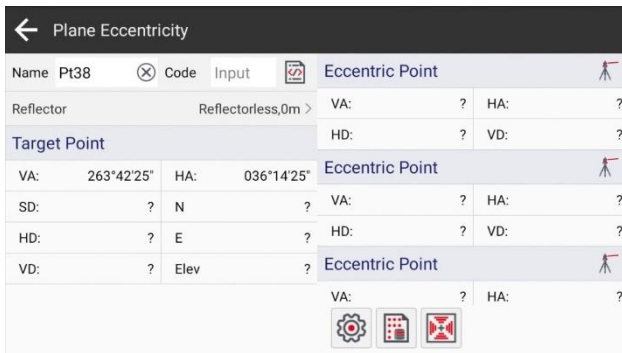 Plane Eccentricity
Name Pt38 Code Input
Reflector Reflectorless,0m >
Target Point
VA: 263°42'25" HA: 036°14'25"
SD: ? N ?
HD: ? E ?
VD: ? Elev ?
Eccentric Point
VA: ? HA: ?
HD: ? VD: ?
Eccentric Point
VA: ? HA: ?
HD: ? VD: ?
Eccentric Point
VA: ? HA: ?